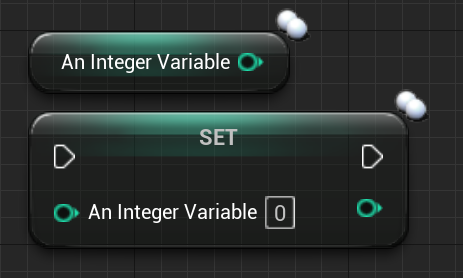 An Integer Variable
SET
An Integer Variable 0